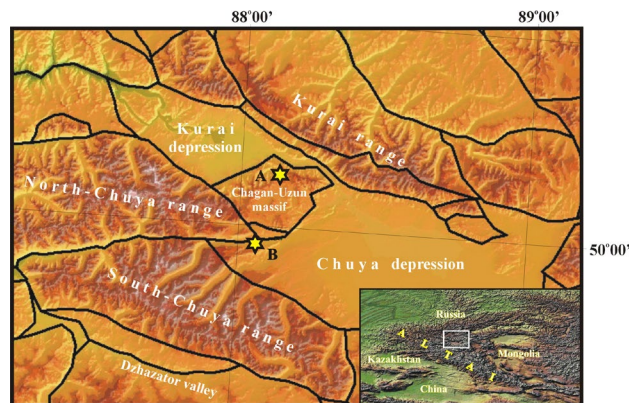 88°00′
89°00′
Kurai range
Kurai
depression
A
Chagan-Uzun
massif
North-Chuya range
B
50°00′
Chuya depression
South-Chuya range
Dzhazator valley
Russia
ALTAI
Kazakhstan
Mongolia
China